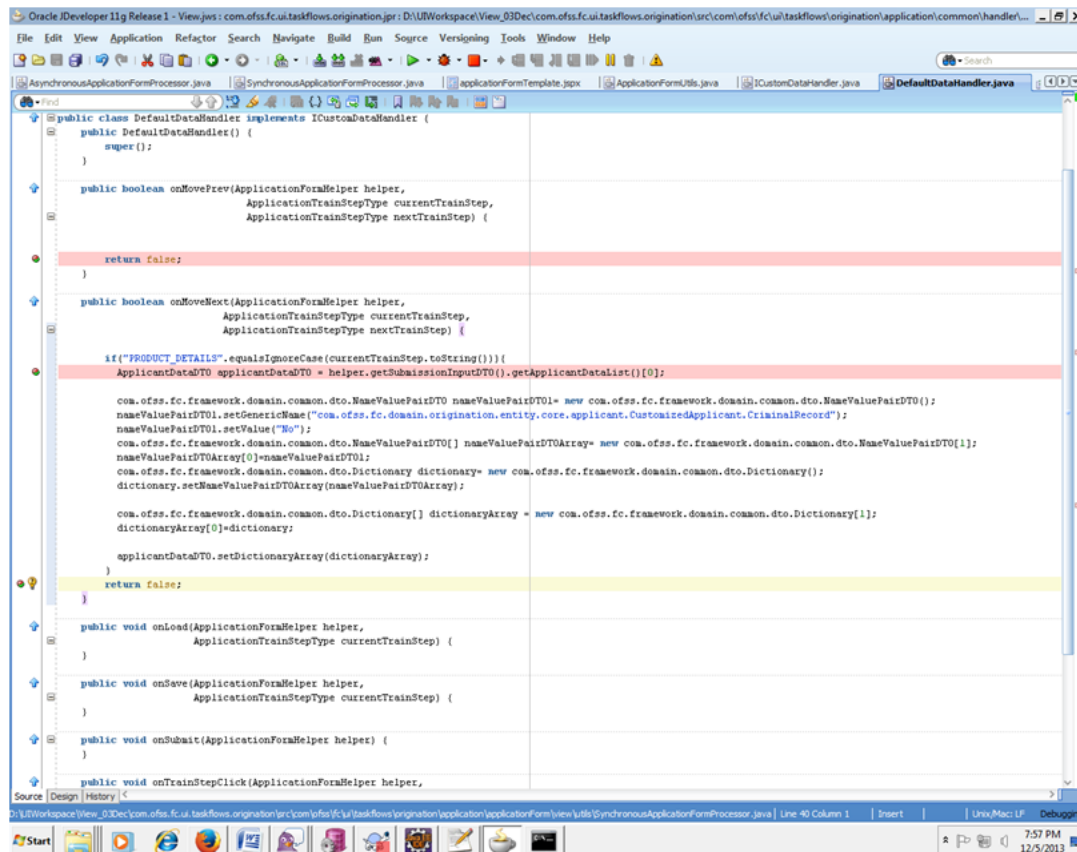 Oracle JDeveloper 11g Release 1 - View.jws : com.ofss.fc.ui.taskflows.origination.jpr : D:\UIWorkspace\View_03Dec\com.ofss.fc.ui.taskflows.origination\src\com\ofss\fc\ui\taskflows\origination\application\common\handler\...
File Edit View Application Refactor Search Navigate Build Run Source Versioning Tools Window Help
Search
AsynchronousApplicationFormProcessor.java SynchronousApplicationFormProcessor.java applicationFormTemplate.jspx ApplicationFormUtils.java ICustomDataHandler.java DefaultDataHandler.java
Find
public class DefaultDataHandler implements ICustomDataHandler {
public DefaultDataHandler() {
super();
}
public boolean onMovePrev(ApplicationFormHelper helper,
ApplicationTrainStepType currentTrainStep,
ApplicationTrainStepType nextTrainStep) {
return false;
}
public boolean onMoveNext(ApplicationFormHelper helper,
ApplicationTrainStepType currentTrainStep,
ApplicationTrainStepType nextTrainStep) {
if("PRODUCT_DETAILS".equalsIgnoreCase(currentTrainStep.toString())){
ApplicantDataDTO applicantDataDTO = helper.getSubmissionInputDTO().getApplicantDataList()[0];
com.ofss.fc.framework.domain.common.dto.NameValuePairDTO nameValuePairDTO1= new com.ofss.fc.framework.domain.common.dto.NameValuePairDTO();
nameValuePairDTO1.setGenericName("com.ofss.fc.domain.origination.entity.core.applicant.CustomizedApplicant.CriminalRecord");
nameValuePairDTO1.setValue("No");
com.ofss.fc.framework.domain.common.dto.NameValuePairDTO[] nameValuePairDTOArray= new com.ofss.fc.framework.domain.common.dto.NameValuePairDTO[1];
nameValuePairDTOArray[0]=nameValuePairDTO1;
com.ofss.fc.framework.domain.common.dto.Dictionary dictionary= new com.ofss.fc.framework.domain.common.dto.Dictionary();
dictionary.setNameValuePairDTOArray(nameValuePairDTOArray);
com.ofss.fc.framework.domain.common.dto.Dictionary[] dictionaryArray = new com.ofss.fc.framework.domain.common.dto.Dictionary[1];
dictionaryArray[0]=dictionary;
applicantDataDTO.setDictionaryArray(dictionaryArray);
}
return false;
}
public void onLoad(ApplicationFormHelper helper,
ApplicationTrainStepType currentTrainStep) {
}
public void onSave(ApplicationFormHelper helper,
ApplicationTrainStepType currentTrainStep) {
}
public void onSubmit(ApplicationFormHelper helper) {
}
public void onTrainStepClick(ApplicationFormHelper helper,
Source Design History
D:\UIWorkspace\View_03Dec\com.ofss.fc.ui.taskflows.origination\src\com\ofss\fc\ui\taskflows\origination\application\applicationForm\view\utils\SynchronousApplicationFormProcessor.java Line 40 Column 1 Insert Unix/Mac: LF Debugging
Start
7:57 PM
12/5/2013